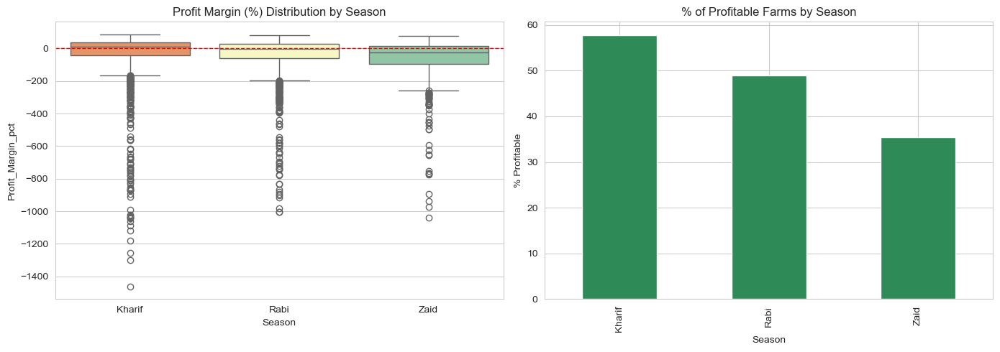 Profit Margin (%) Distribution by Season
Profit_Margin_pct
0
−200
−400
−600
−800
−1000
−1200
−1400
Kharif
Rabi
Zaid
Season
% of Profitable Farms by Season
% Profitable
60
50
40
30
20
10
0
Kharif
Rabi
Zaid
Season